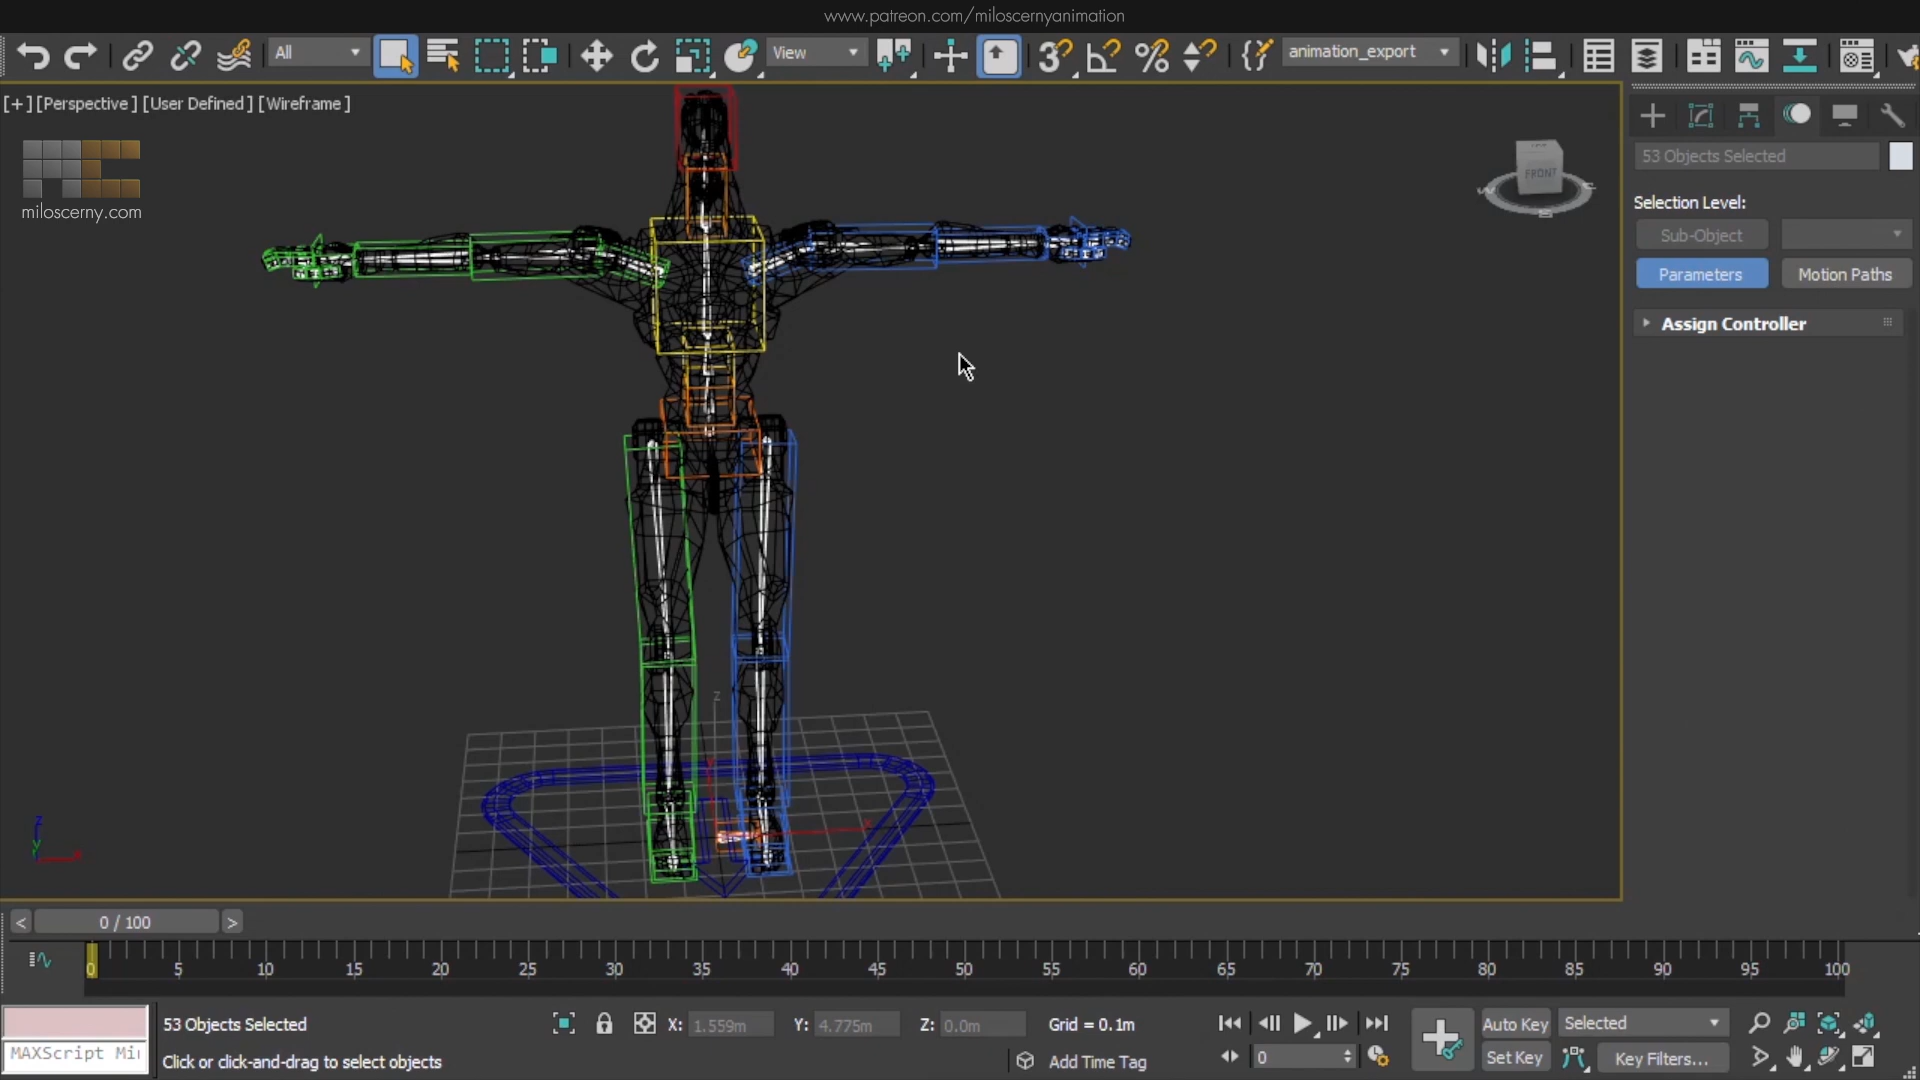 www.patreon.com/miloscernyanimation
All
View
animation_export
[+] [Perspective] [User Defined] [Wireframe]
miloscerny.com
FRONT
53 Objects Selected
Selection Level:
Sub-Object
Parameters
Motion Paths
Assign Controller
z
x
z
y
x
< 0 / 100 >
0 5 10 15 20 25 30 35 40 45 50 55 60 65 70 75 80 85 90 95 100
53 Objects Selected
X: 1.559m
Y: 4.775m
Z: 0.0m
Grid = 0.1m
Auto Key
Selected
MAXScript Mi
Click or click-and-drag to select objects
Add Time Tag
0
Set Key
Key Filters...